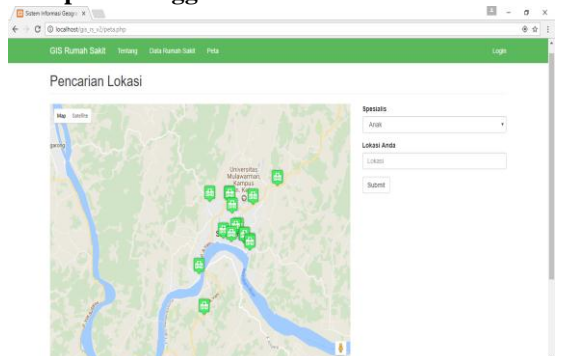 Sistem Informasi Geogr
localhost/gis_rs_v2/peta.php
GIS Rumah Sakit Tentang Data Rumah Sakit Peta Login
Pencarian Lokasi
Map Satellite
Spesialis
Anak
Lokasi Anda
Lokasi
Submit
Universitas
Mulawarman,
Kampus